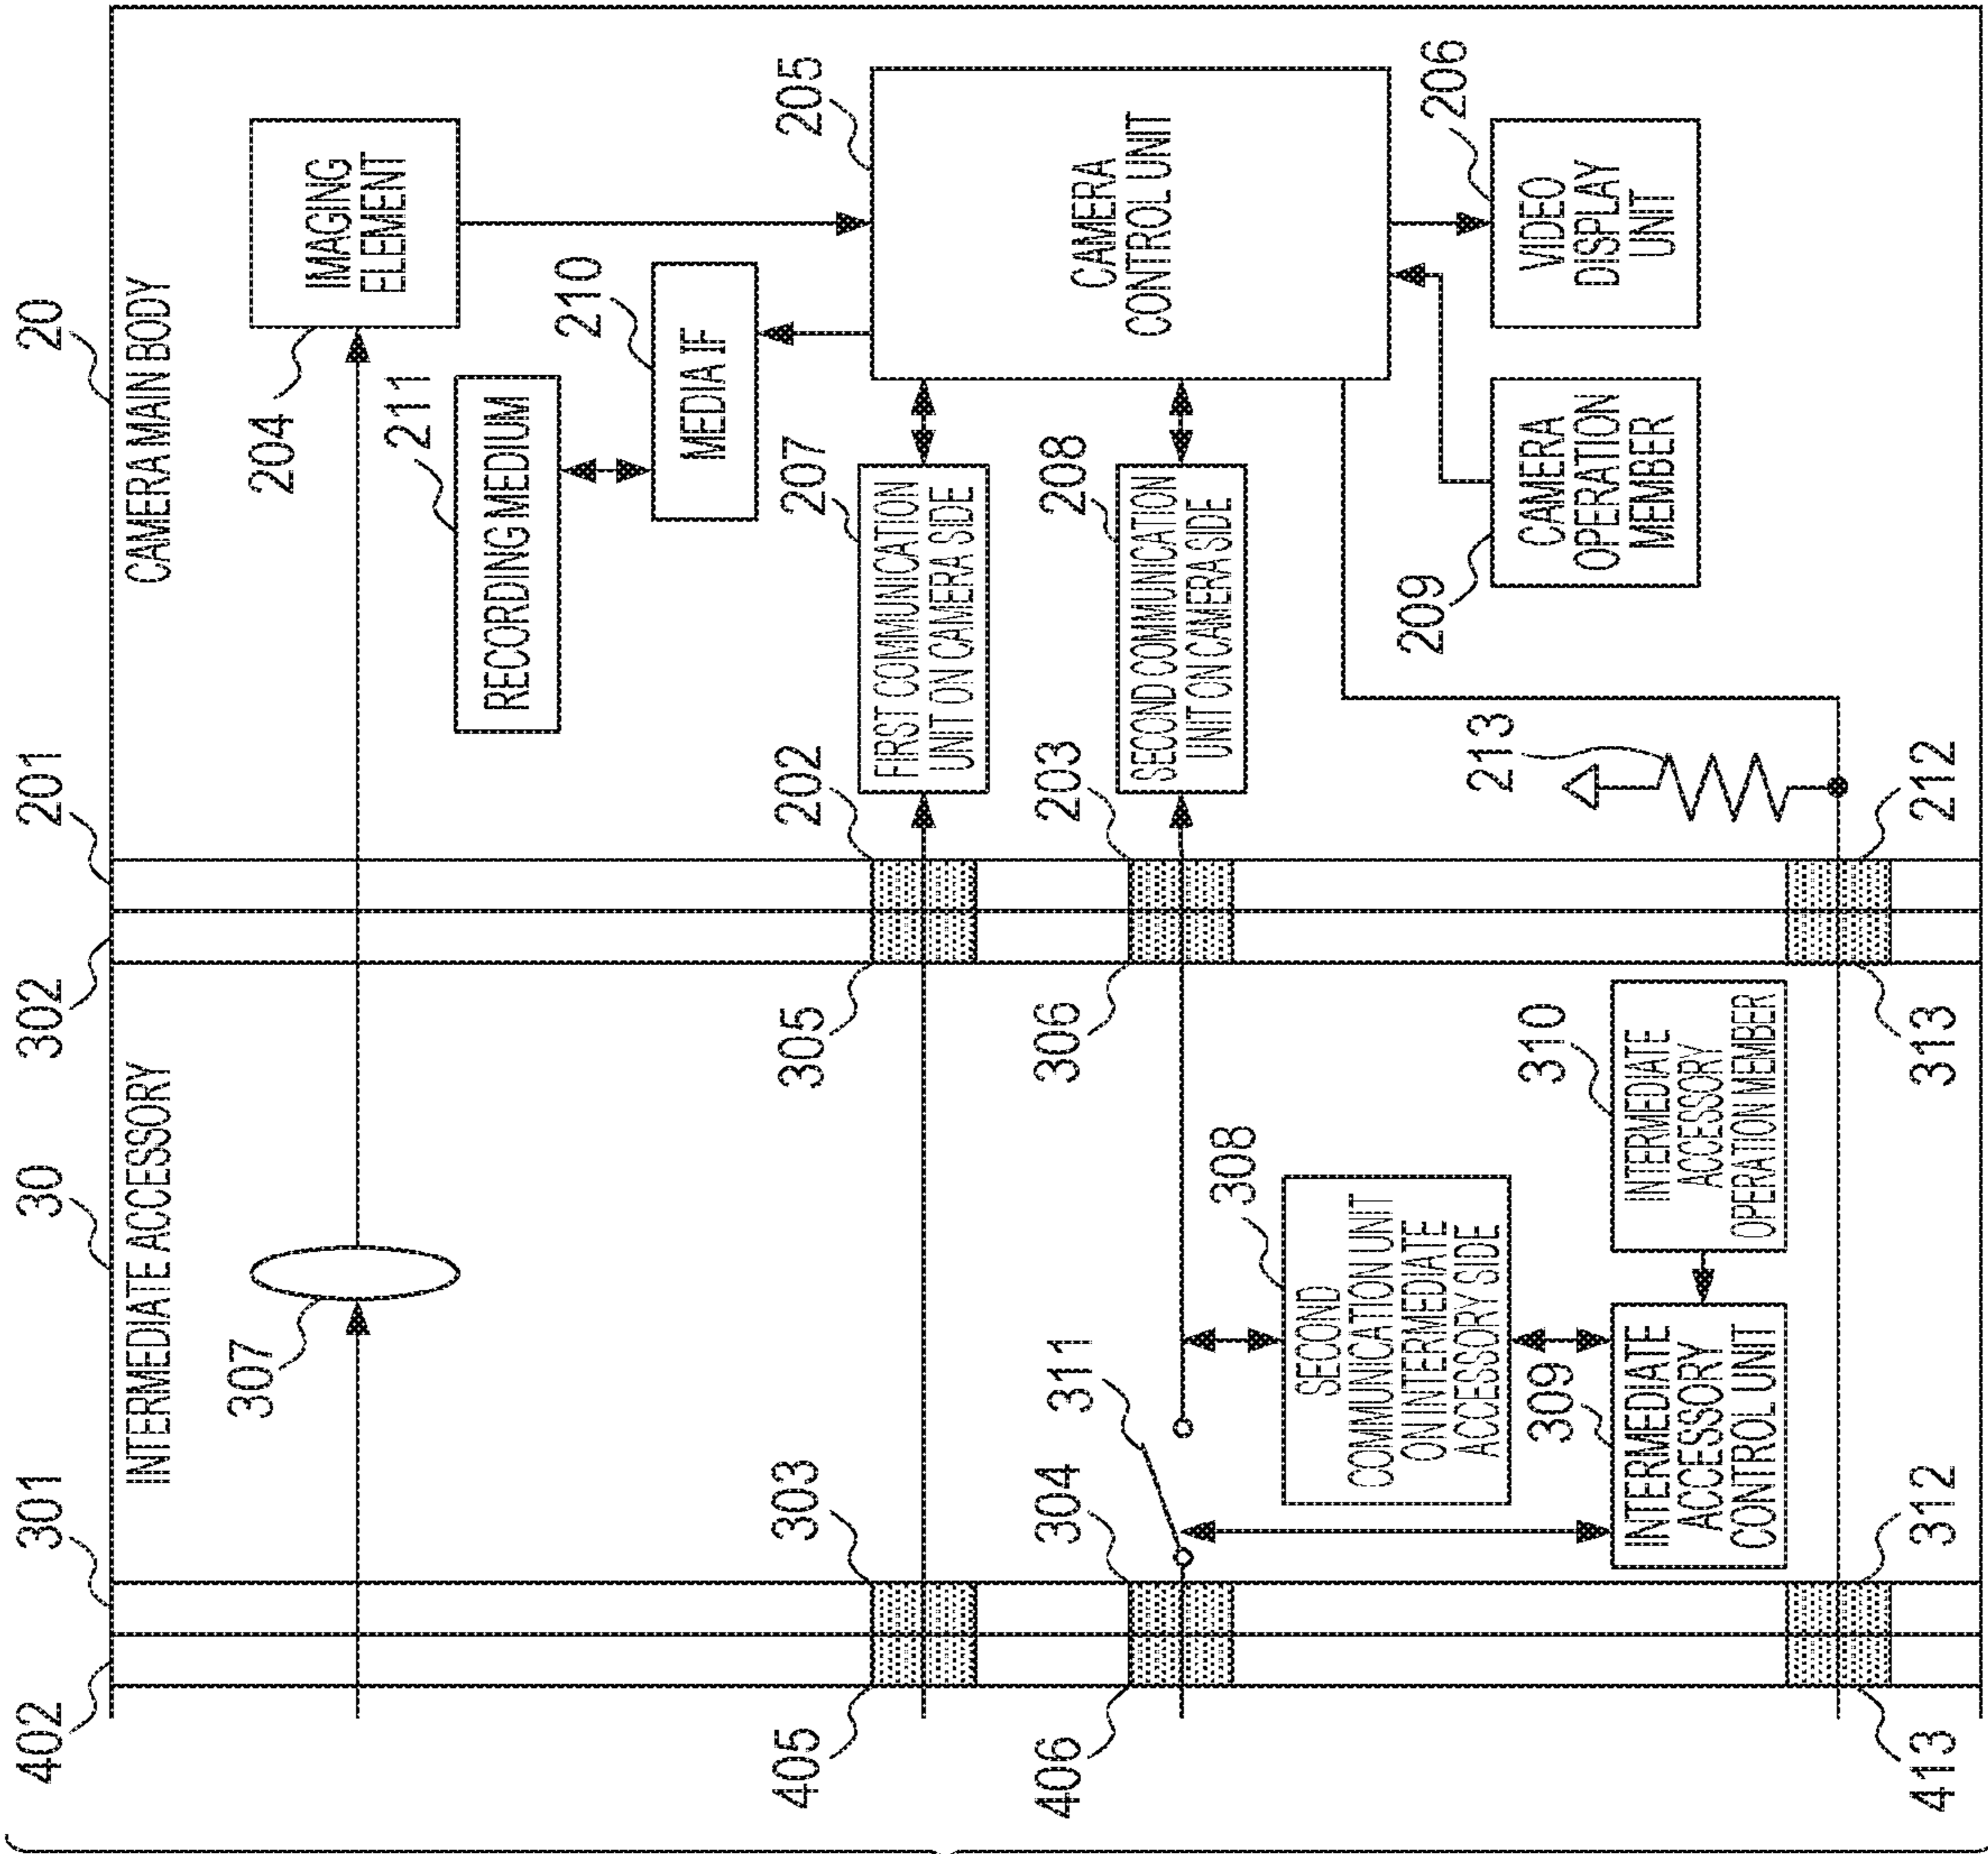 402
301
30
302
201
20
INTERMEDIATE ACCESSORY
CAMERA MAIN BODY
307
204
IMAGING
ELEMENT
211
RECORDING MEDIUM
210
MEDIA IF
405
303
305
202
207
FIRST COMMUNICATION
UNIT ON CAMERA SIDE
205
CAMERA
CONTROL UNIT
406
304
311
306
203
208
SECOND COMMUNICATION
UNIT ON CAMERA SIDE
308
SECOND
COMMUNICATION UNIT
ON INTERMEDIATE
ACCESSORY SIDE
209
CAMERA
OPERATION
MEMBER
206
VIDEO
DISPLAY
UNIT
309
INTERMEDIATE
ACCESSORY
CONTROL UNIT
310
INTERMEDIATE
ACCESSORY
OPERATION MEMBER
213
413
312
313
212